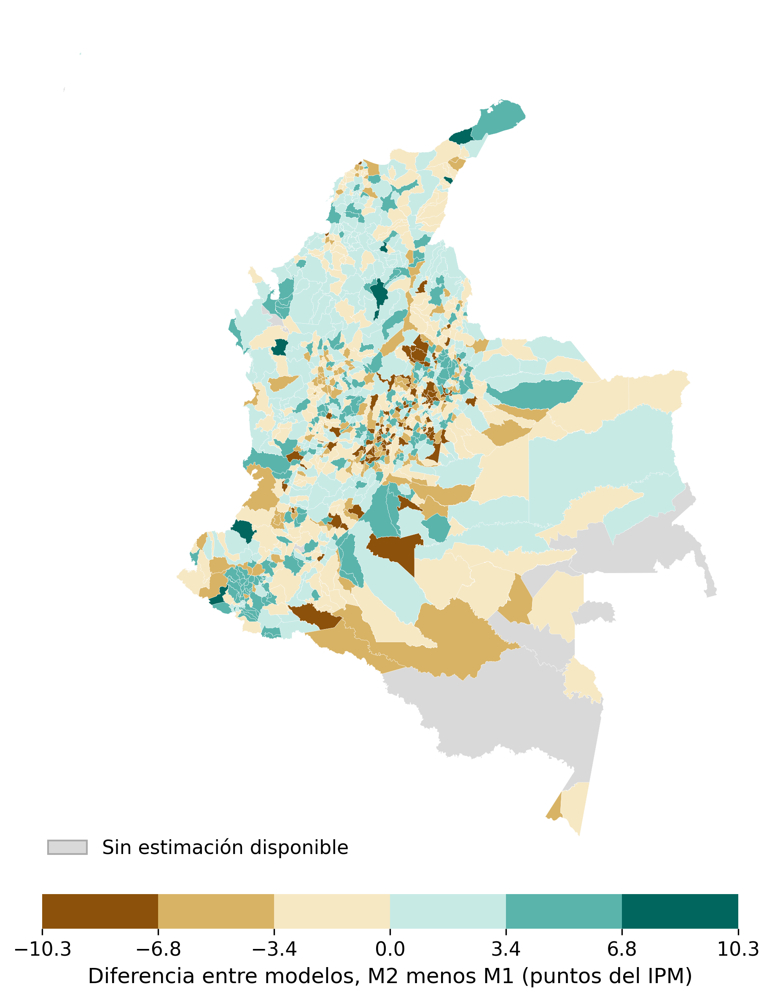 Sin estimación disponible
−10.3 −6.8 −3.4 0.0 3.4 6.8 10.3
Diferencia entre modelos, M2 menos M1 (puntos del IPM)